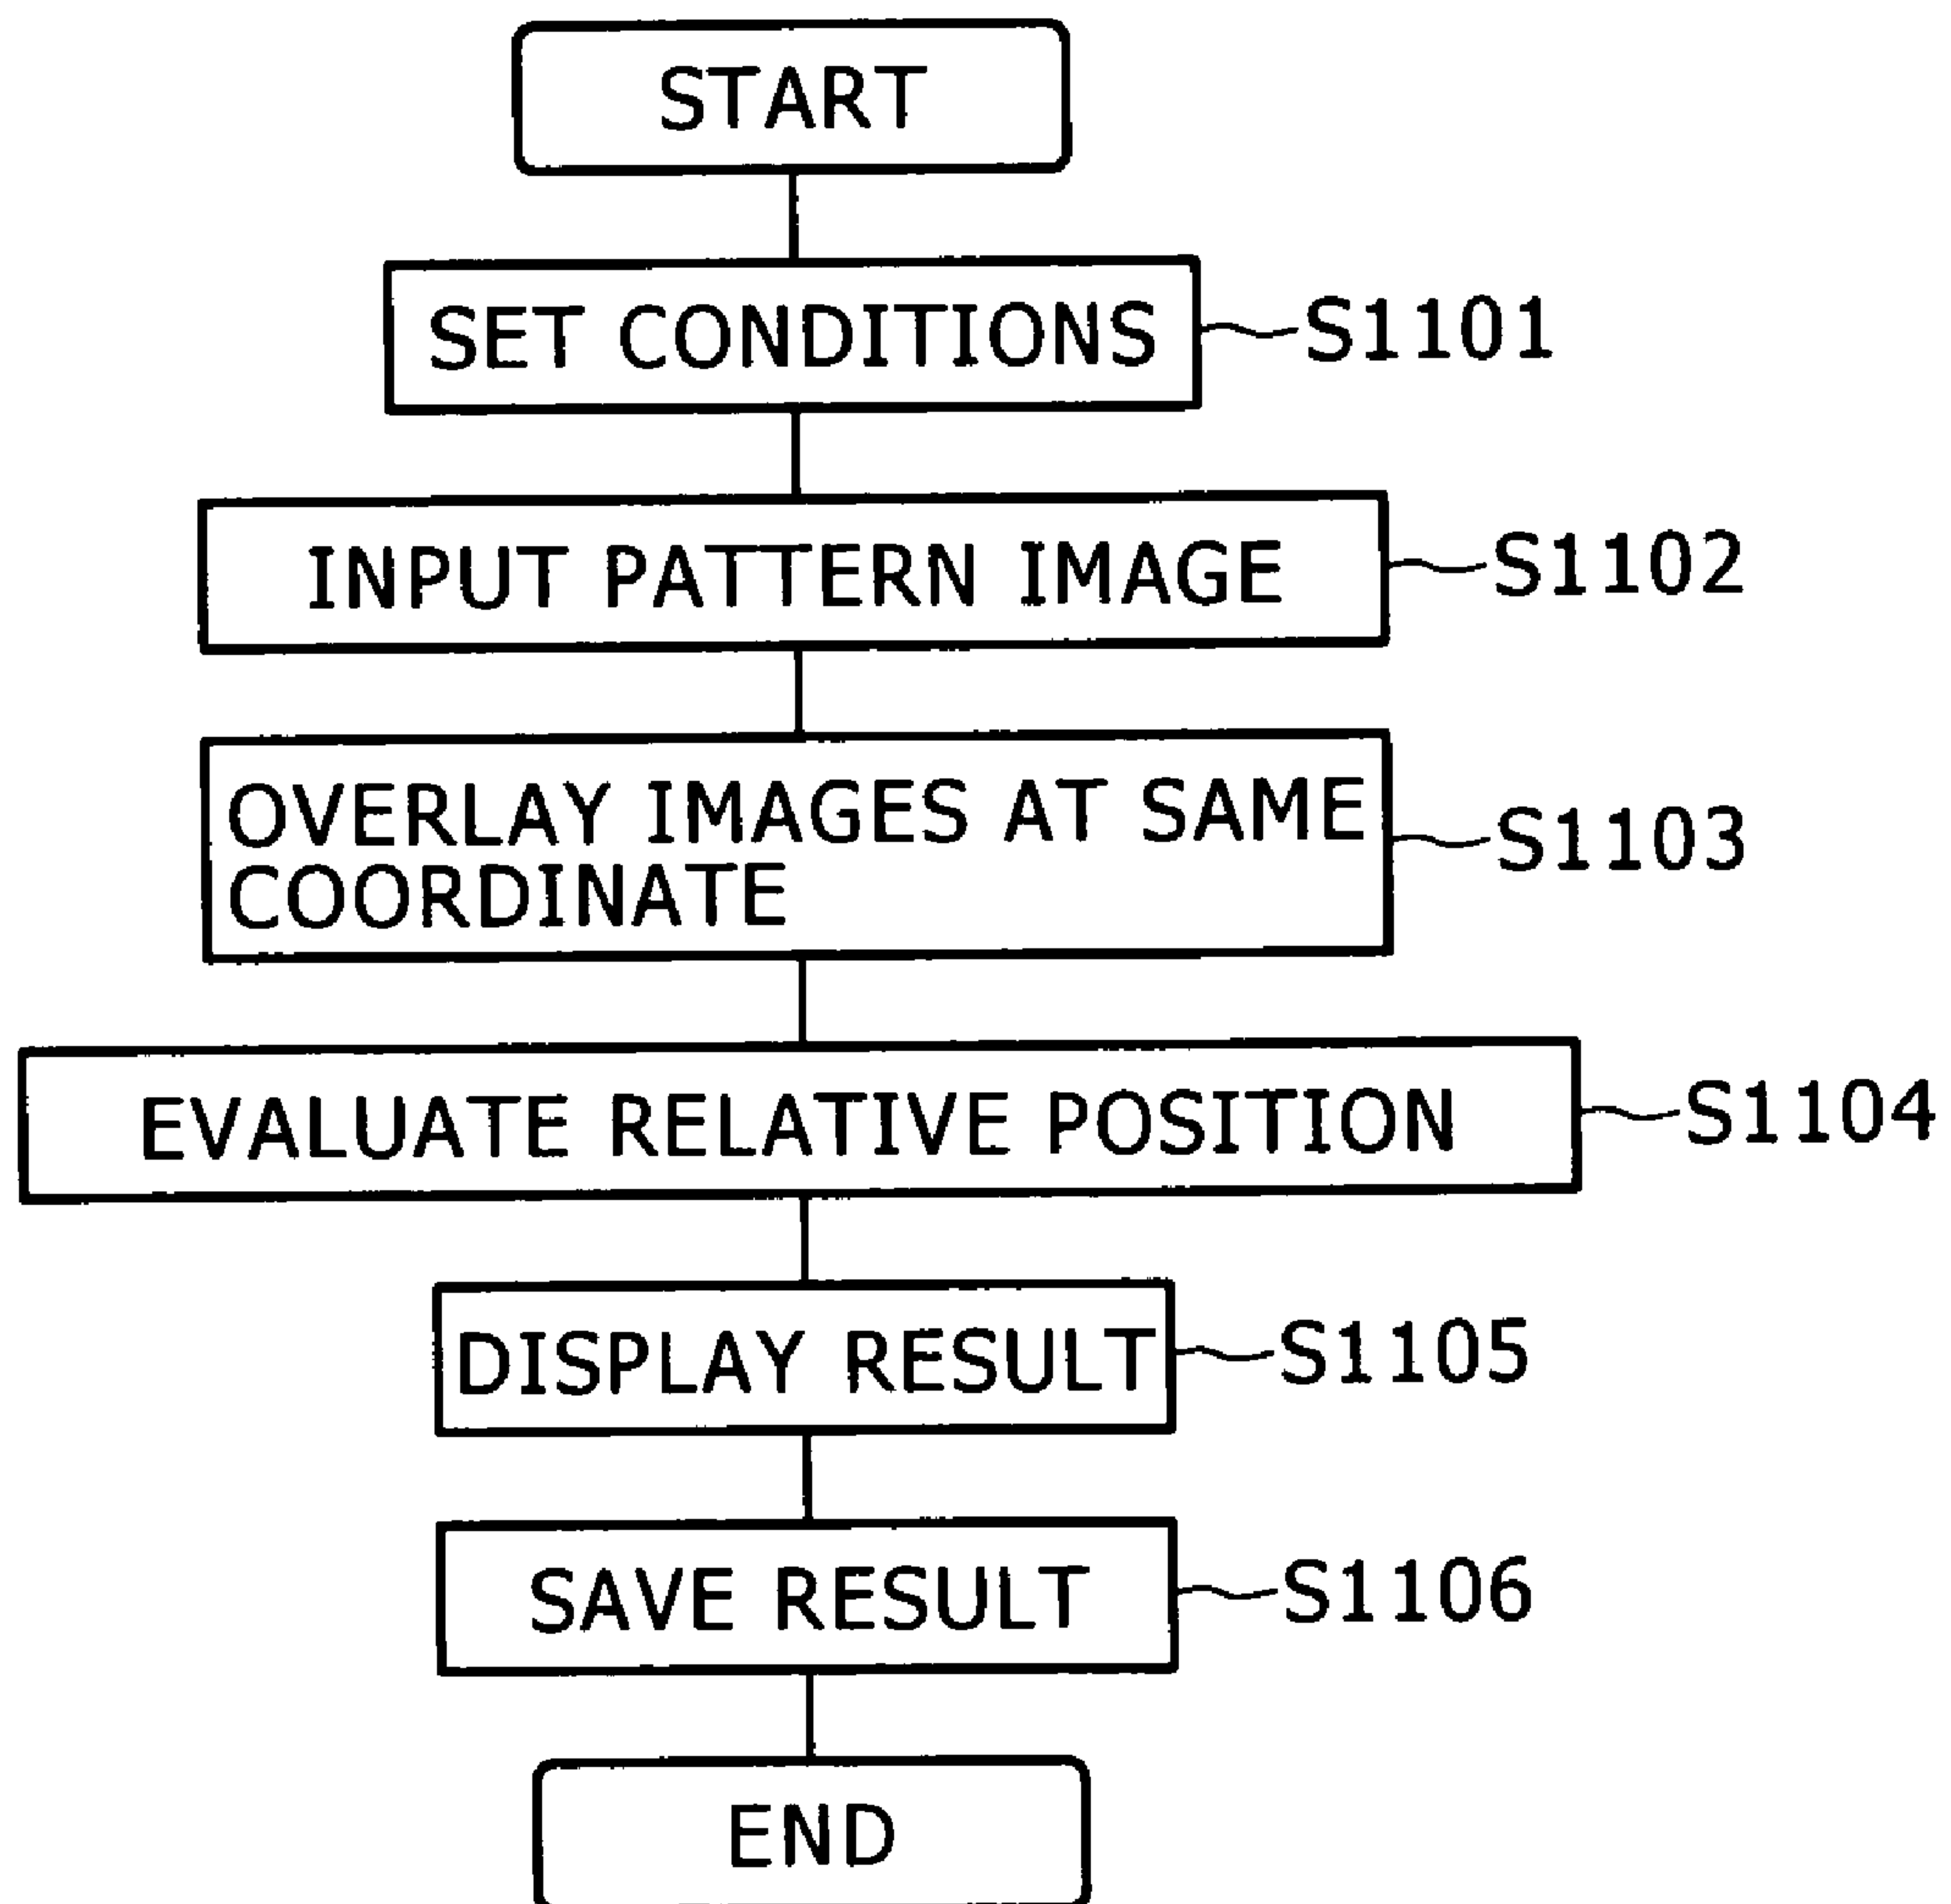 START
SET CONDITIONS S1101
INPUT PATTERN IMAGE S1102
OVERLAY IMAGES AT SAME
COORDINATE
S1103
EVALUATE RELATIVE POSITION S1104
DISPLAY RESULT S1105
SAVE RESULT S1106
END